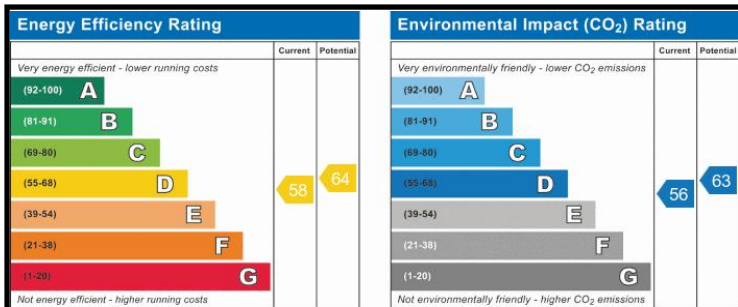 Energy Efficiency Rating
Current Potential
Very energy efficient - lower running costs
(92-100) A
(81-91) B
(69-80) C
(55-68) D
58
64
(39-54) E
(21-38) F
(1-20) G
Not energy efficient - higher running costs
Environmental Impact (CO₂) Rating
Current Potential
Very environmentally friendly - lower CO₂ emissions
(92-100) A
(81-91) B
(69-80) C
(55-68) D
56
63
(39-54) E
(21-38) F
(1-20) G
Not environmentally friendly - higher CO₂ emissions